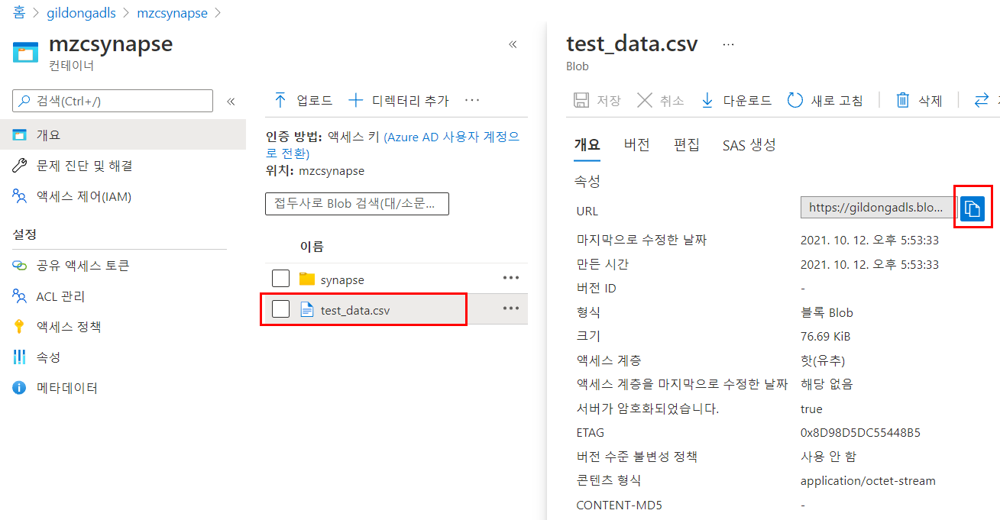 홈 > gildongadls > mzcsynapse >
mzcsynapse
컨테이너
«
검색(Ctrl+/)
«
개요
문제 진단 및 해결
액세스 제어(IAM)
설정
공유 액세스 토큰
ACL 관리
액세스 정책
속성
메타데이터
업로드 디렉터리 추가 ···
인증 방법: 액세스 키 (Azure AD 사용자 계정으
로 전환)
위치: mzcsynapse
접두사로 Blob 검색(대/소문...
이름
synapse ···
test_data.csv ···
test_data.csv ···
Blob
저장 취소 다운로드 새로 고침 삭제
개요 버전 편집 SAS 생성
속성
URL https://gildongadls.blo...
마지막으로 수정한 날짜 2021. 10. 12. 오후 5:53:33
만든 시간 2021. 10. 12. 오후 5:53:33
버전 ID -
형식 블록 Blob
크기 76.69 KiB
액세스 계층 핫(유추)
액세스 계층을 마지막으로 수정한 날짜 해당 없음
서버가 암호화되었습니다. true
ETAG 0x8D98D5DC55448B5
버전 수준 불변성 정책 사용 안 함
콘텐츠 형식 application/octet-stream
CONTENT-MD5 -